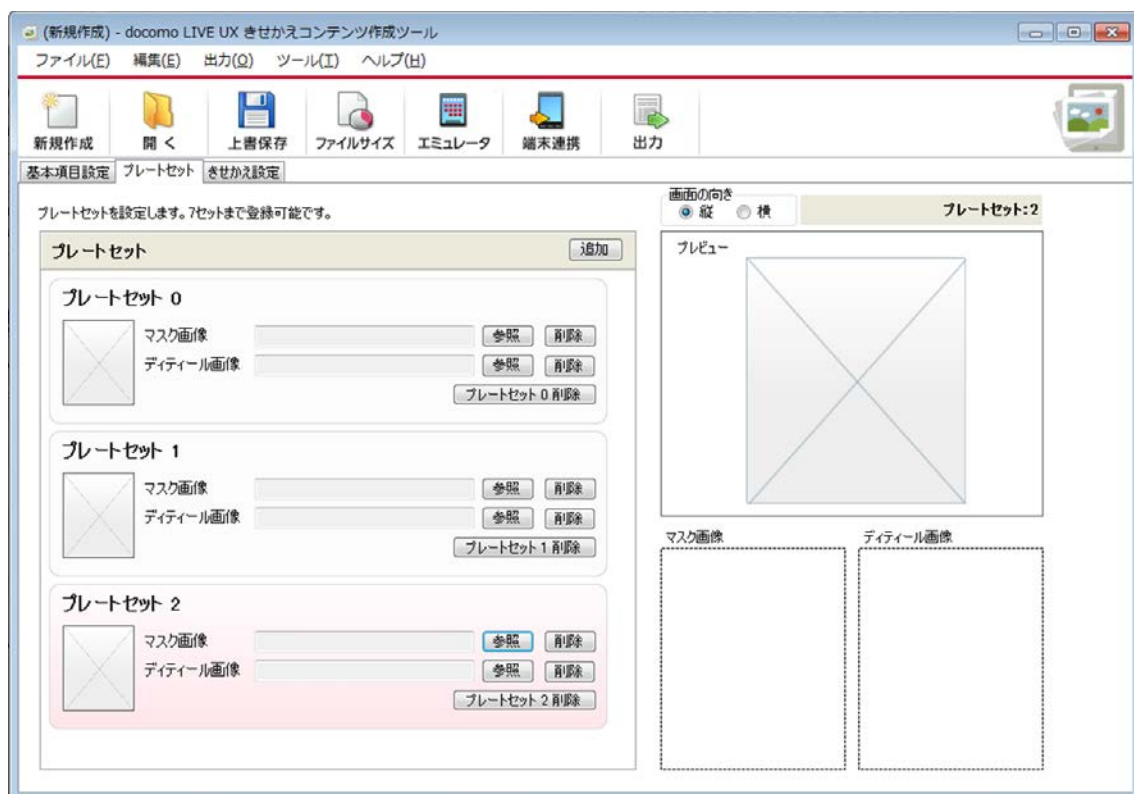 (新規作成) - docomo LIVE UX きせかえコンテンツ作成ツール
ファイル(F) 編集(E) 出力(O) ツール(T) ヘルプ(H)
新規作成 開く 上書保存 ファイルサイズ エミュレータ 端末連携 出力
基本項目設定 プレートセット きせかえ設定
プレートセットを設定します。7セットまで登録可能です。
プレートセット 追加
プレートセット 0
マスク画像 参照 削除
ディティール画像 参照 削除
プレートセット 0 削除
プレートセット 1
マスク画像 参照 削除
ディティール画像 参照 削除
プレートセット 1 削除
プレートセット 2
マスク画像 参照 削除
ディティール画像 参照 削除
プレートセット 2 削除
画面の向き
縦 横
プレートセット:2
プレビュー
マスク画像 ディティール画像